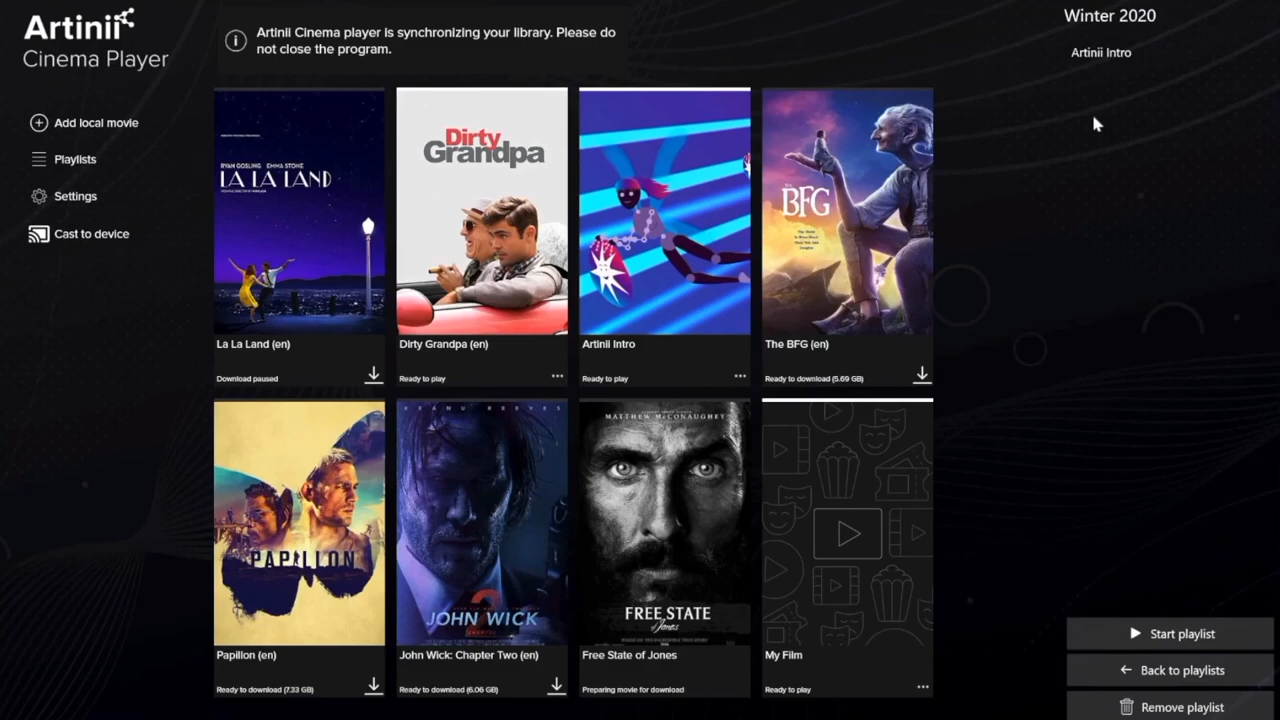 Artinii
Cinema Player
Artinii Cinema player is synchronizing your library. Please do
not close the program.
Winter 2020
Artinii Intro
Add local movie
Playlists
Settings
Cast to device
RYAN GOSLING EMMA STONE
LA LA LAND
Dirty
Grandpa
The
BFG
La La Land (en)
Download paused
Dirty Grandpa (en)
Ready to play
Artinii Intro
Ready to play
The BFG (en)
Ready to download (5.69 GB)
PAPILLON
KEANU REEVES
2
JOHN WICK
CHAPTER
MATTHEW McCONAUGHEY
FREE STATE
of Jones
Papillon (en)
Ready to download (7.33 GB)
John Wick: Chapter Two (en)
Ready to download (6.06 GB)
Free State of Jones
Preparing movie for download
My Film
Ready to play
Start playlist
Back to playlists
Remove playlist